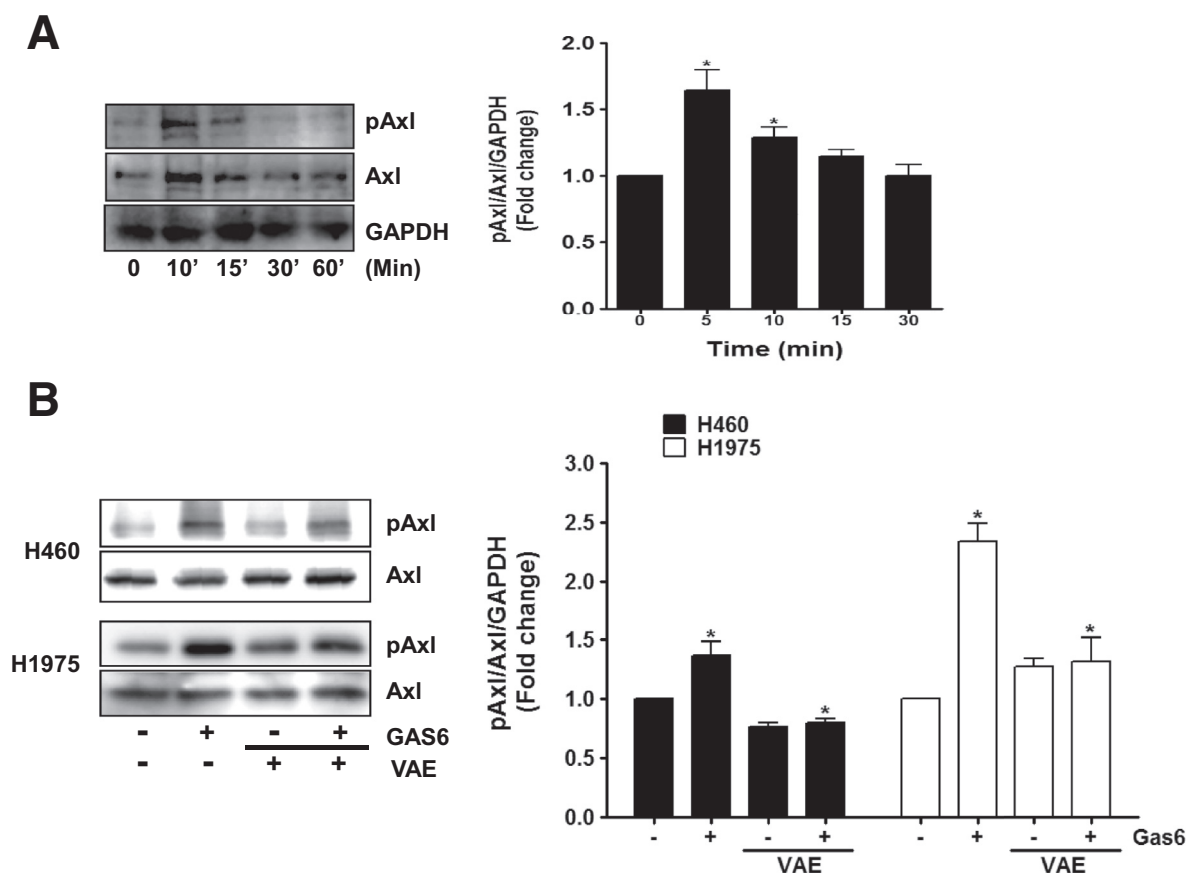 A
pAxl
Axl
GAPDH
0 10’ 15’ 30’ 60’ (Min)
pAxl/Axl/GAPDH
(Fold change)
2.0
1.5
1.0
0.5
0.0
* *
0 5 10 15 30
Time (min)
B
H460
pAxl
Axl
H1975
pAxl
Axl
- + - + GAS6
- - + + VAE
H460
H1975
pAxl/Axl/GAPDH
(Fold change)
3.0
2.5
2.0
1.5
1.0
0.5
0.0
* * * *
- + - + - + - + Gas6
VAE VAE